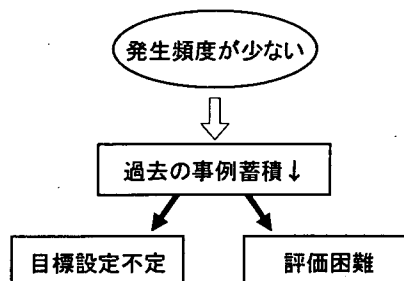 発生頻度が少ない
過去の事例蓄積↓
目標設定不定
評価困難